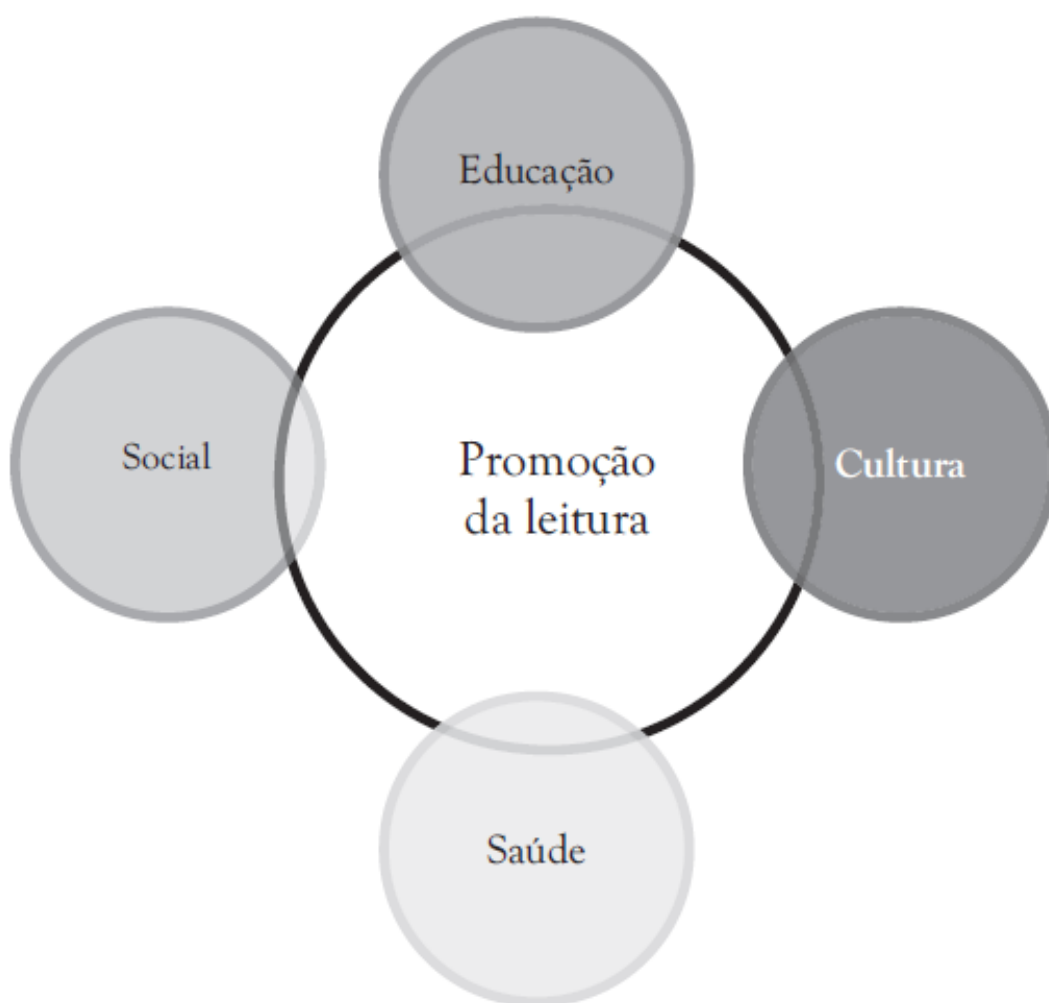 Educação
Social
Promoção
da leitura
Cultura
Saúde